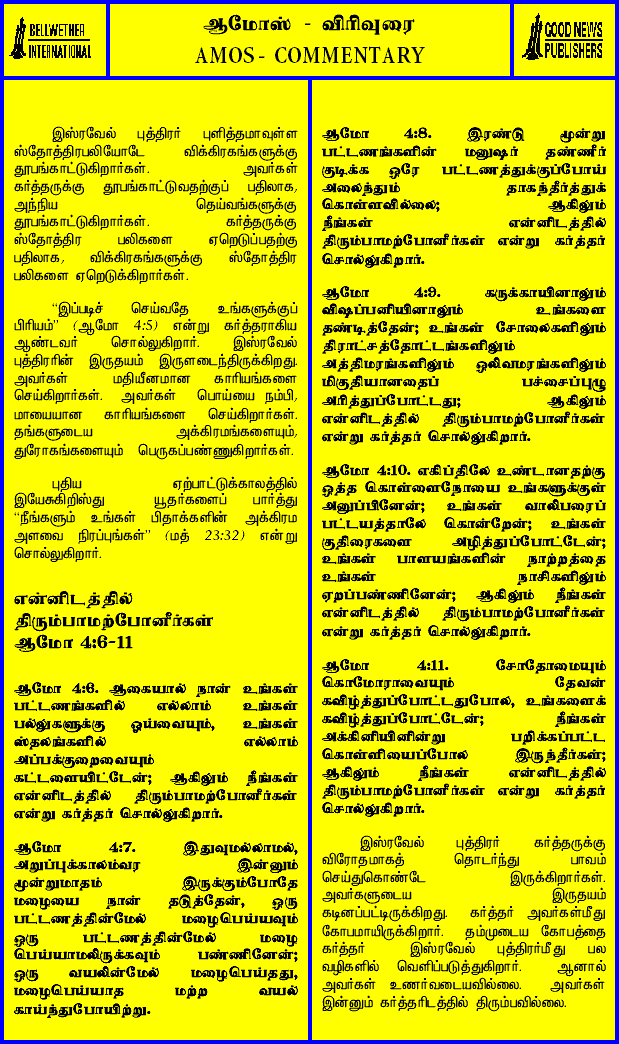 BELLWETHER
INTERNATIONAL
ஆமோஸ் - விரிவுரை
AMOS - COMMENTARY
GOOD NEWS
PUBLISHERS
இஸ்ரவேல் புத்திரர் புளித்தமாவுள்ள
ஸ்தோத்திரபலியோடே விக்கிரகங்களுக்கு
தூபங்காட்டுகிறார்கள். அவர்கள்
கர்த்தருக்கு தூபங்காட்டுவதற்குப் பதிலாக,
அந்நிய தெய்வங்களுக்கு
தூபங்காட்டுகிறார்கள். கர்த்தருக்கு
ஸ்தோத்திர பலிகளை ஏறெடுப்பதற்கு
பதிலாக, விக்கிரகங்களுக்கு ஸ்தோத்திர
பலிகளை ஏறெடுக்கிறார்கள்.
“இப்படிச் செய்வதே உங்களுக்குப்
பிரியம்” (ஆமோ 4:5) என்று கர்த்தராகிய
ஆண்டவர் சொல்லுகிறார். இஸ்ரவேல்
புத்திரரின் இருதயம் இருளடைந்திருக்கிறது.
அவர்கள் மதியீனமான காரியங்களை
செய்கிறார்கள். அவர்கள் பொய்யை நம்பி,
மாயையான காரியங்களை செய்கிறார்கள்.
தங்களுடைய அக்கிரமங்களையும்,
துரோகங்களையும் பெருகப்பண்ணுகிறார்கள்.
புதிய ஏற்பாட்டுக்காலத்தில்
இயேசுகிறிஸ்து யூதர்களைப் பார்த்து
“நீங்களும் உங்கள் பிதாக்களின் அக்கிரம
அளவை நிரப்புங்கள்” (மத் 23:32) என்று
சொல்லுகிறார்.
என்னிடத்தில்
திரும்பாமற்போனீர்கள்
ஆமோ 4:6-11
ஆமோ 4:6. ஆகையால் நான் உங்கள்
பட்டணங்களில் எல்லாம் உங்கள்
பல்லுகளுக்கு ஓய்வையும், உங்கள்
ஸ்தலங்களில் எல்லாம்
அப்பக்குறைவையும்
கட்டளையிட்டேன்; ஆகிலும் நீங்கள்
என்னிடத்தில் திரும்பாமற்போனீர்கள்
என்று கர்த்தர் சொல்லுகிறார்.
ஆமோ 4:7. இதுவுமல்லாமல்,
அறுப்புக்காலம்வர இன்னும்
மூன்றுமாதம் இருக்கும்போதே
மழையை நான் தடுத்தேன், ஒரு
பட்டணத்தின்மேல் மழைபெய்யவும்
ஒரு பட்டணத்தின்மேல் மழை
பெய்யாமலிருக்கவும் பண்ணினேன்;
ஒரு வயலின்மேல் மழைபெய்தது,
மழைபெய்யாத மற்ற வயல்
காய்ந்துபோயிற்று.
ஆமோ 4:8. இரண்டு மூன்று
பட்டணங்களின் மனுஷர் தண்ணீர்
குடிக்க ஒரே பட்டணத்துக்குப்போய்
அலைந்தும் தாகந்தீர்த்துக்
கொள்ளவில்லை; ஆகிலும்
நீங்கள் என்னிடத்தில்
திரும்பாமற்போனீர்கள் என்று கர்த்தர்
சொல்லுகிறார்.
ஆமோ 4:9. கருக்காயினாலும்
விஷப்பனியினாலும் உங்களை
தண்டித்தேன்; உங்கள் சோலைகளிலும்
திராட்சத்தோட்டங்களிலும்
அத்திமரங்களிலும் ஒலிவமரங்களிலும்
மிகுதியானதைப் பச்சைப்புழு
அரித்துப்போட்டது; ஆகிலும்
என்னிடத்தில் திரும்பாமற்போனீர்கள்
என்று கர்த்தர் சொல்லுகிறார்.
ஆமோ 4:10. எகிப்திலே உண்டானதற்கு
ஒத்த கொள்ளைநோயை உங்களுக்குள்
அனுப்பினேன்; உங்கள் வாலிபரைப்
பட்டயத்தாலே கொன்றேன்; உங்கள்
குதிரைகளை அழித்துப்போட்டேன்;
உங்கள் பாளயங்களின் நாற்றத்தை
உங்கள் நாசிகளிலும்
ஏறப்பண்ணினேன்; ஆகிலும் நீங்கள்
என்னிடத்தில் திரும்பாமற்போனீர்கள்
என்று கர்த்தர் சொல்லுகிறார்.
ஆமோ 4:11. சோதோமையும்
கொமோராவையும் தேவன்
கவிழ்த்துப்போட்டதுபோல, உங்களைக்
கவிழ்த்துப்போட்டேன்; நீங்கள்
அக்கினியினின்று பறிக்கப்பட்ட
கொள்ளியைப்போல இருந்தீர்கள்;
ஆகிலும் நீங்கள் என்னிடத்தில்
திரும்பாமற்போனீர்கள் என்று கர்த்தர்
சொல்லுகிறார்.
இஸ்ரவேல் புத்திரர் கர்த்தருக்கு
விரோதமாகத் தொடர்ந்து பாவம்
செய்துகொண்டே இருக்கிறார்கள்.
அவர்களுடைய இருதயம்
கடினப்பட்டிருக்கிறது. கர்த்தர் அவர்கள்மீது
கோபமாயிருக்கிறார். தம்முடைய கோபத்தை
கர்த்தர் இஸ்ரவேல் புத்திரர்மீது பல
வழிகளில் வெளிப்படுத்துகிறார். ஆனால்
அவர்கள் உணர்வடையவில்லை. அவர்கள்
இன்னும் கர்த்தரிடத்தில் திரும்பவில்லை.